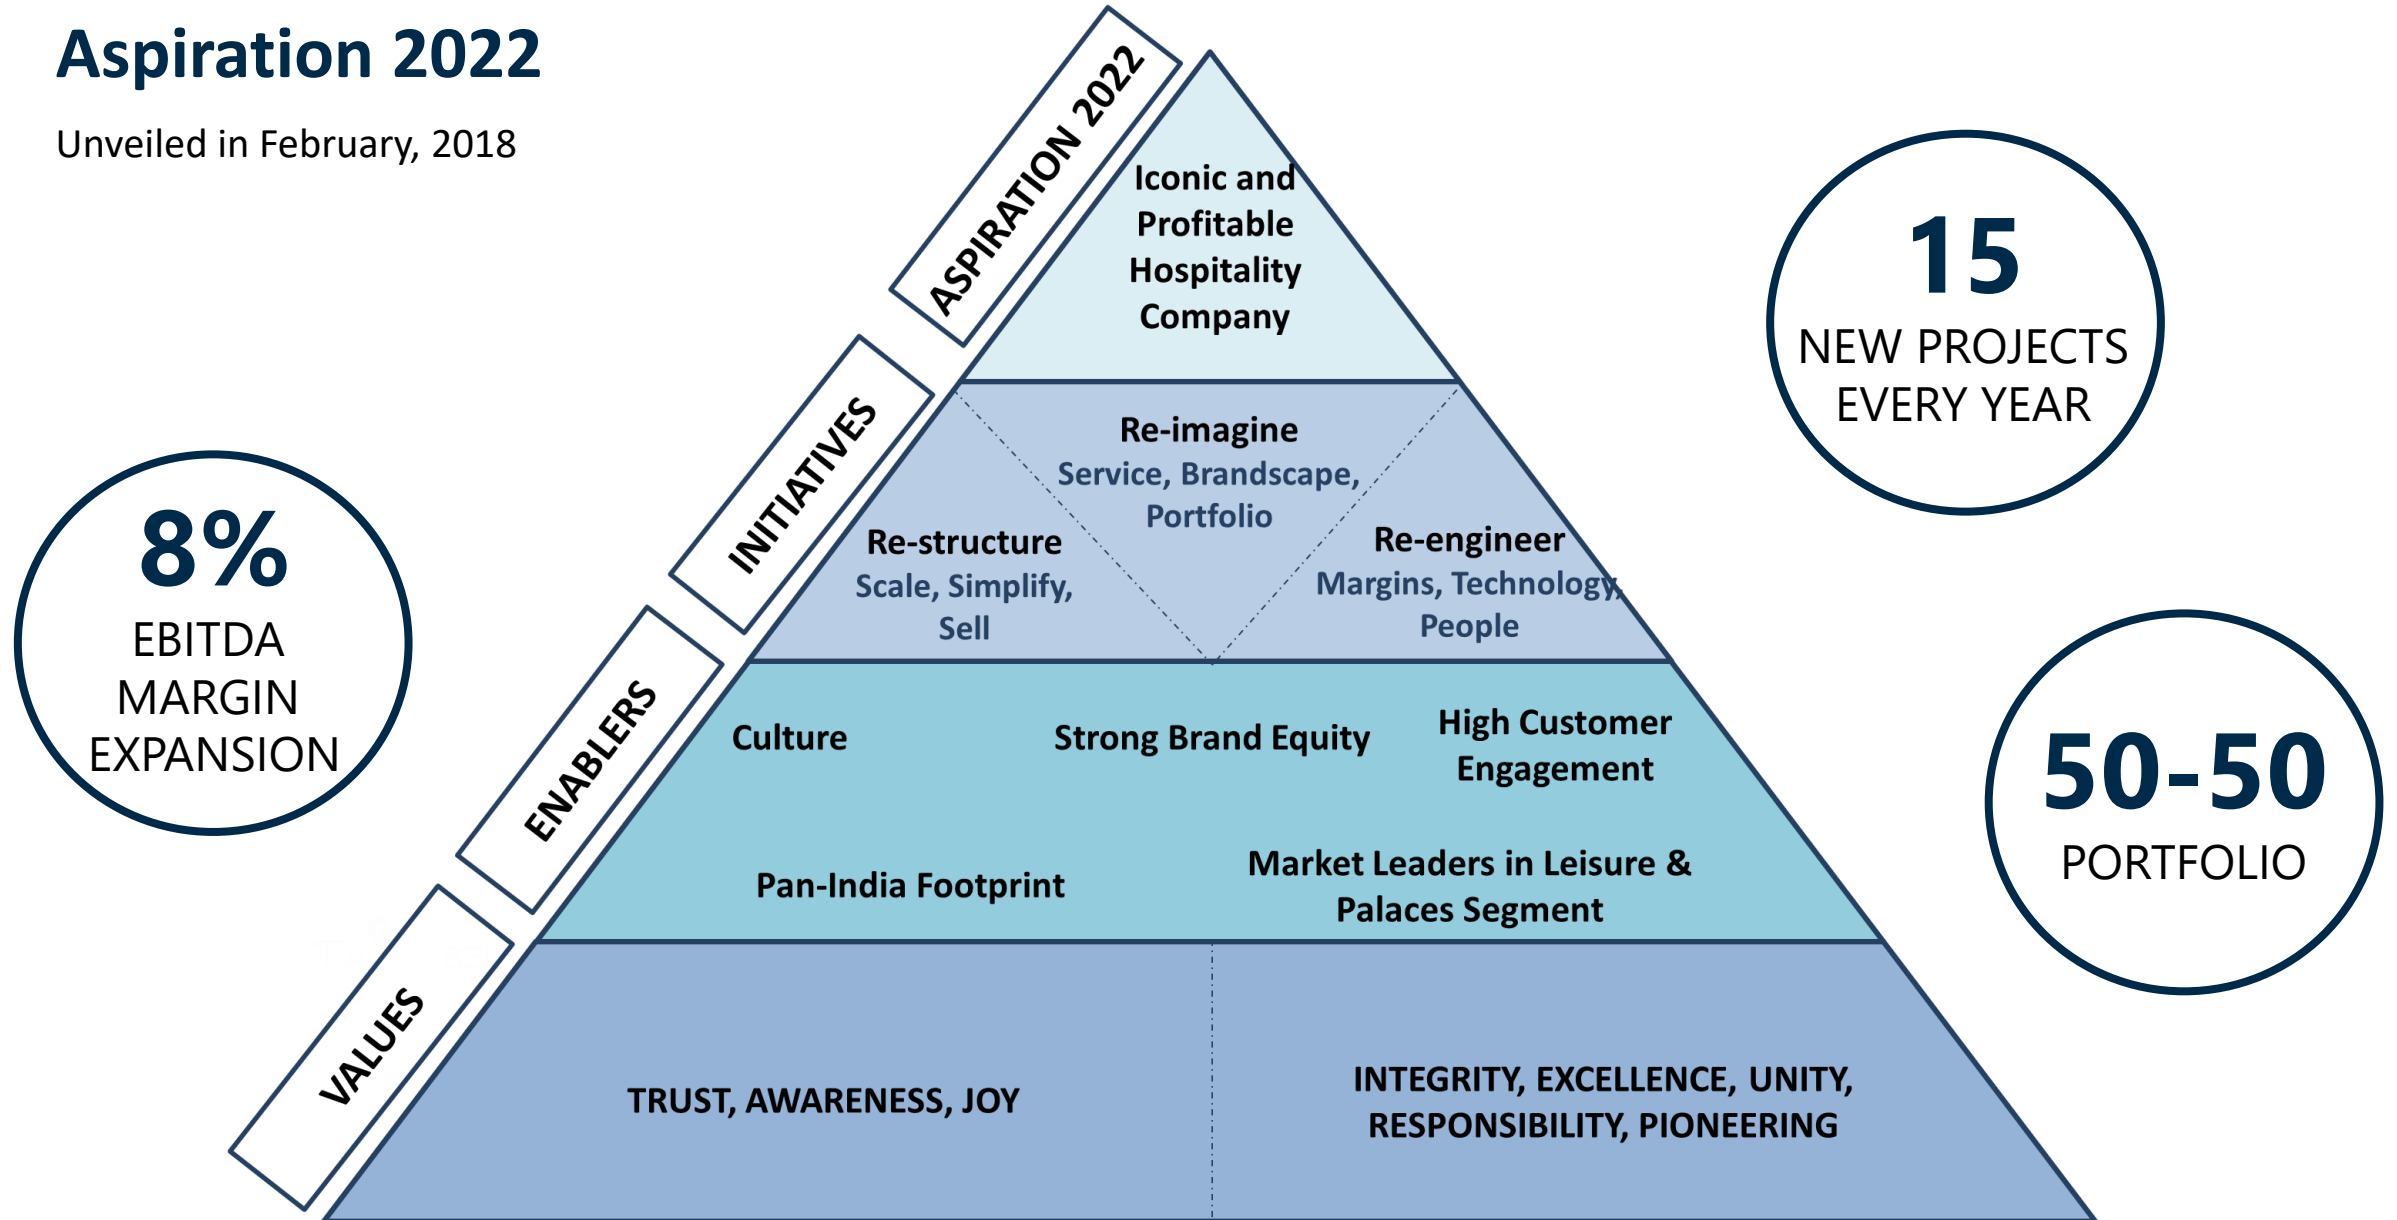 Aspiration 2022
Unveiled in February, 2018
ASPIRATION 2022
Iconic and
Profitable
Hospitality
Company
INITIATIVES
Re-imagine
Service, Brandscape,
Portfolio
Re-structure
Scale, Simplify,
Sell
Re-engineer
Margins, Technology,
People
ENABLERS
Culture
Strong Brand Equity
High Customer
Engagement
Pan-India Footprint
Market Leaders in Leisure &
Palaces Segment
VALUES
TRUST, AWARENESS, JOY
INTEGRITY, EXCELLENCE, UNITY,
RESPONSIBILITY, PIONEERING
8%
EBITDA
MARGIN
EXPANSION
15
NEW PROJECTS
EVERY YEAR
50-50
PORTFOLIO